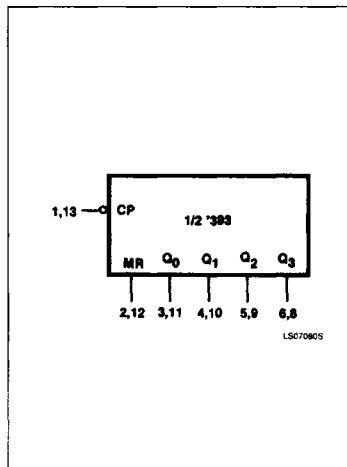 1,13 CP
1/2 '393
MR Q0 Q1 Q2 Q3
2,12 3,11 4,10 5,9 6,8
LS07080S